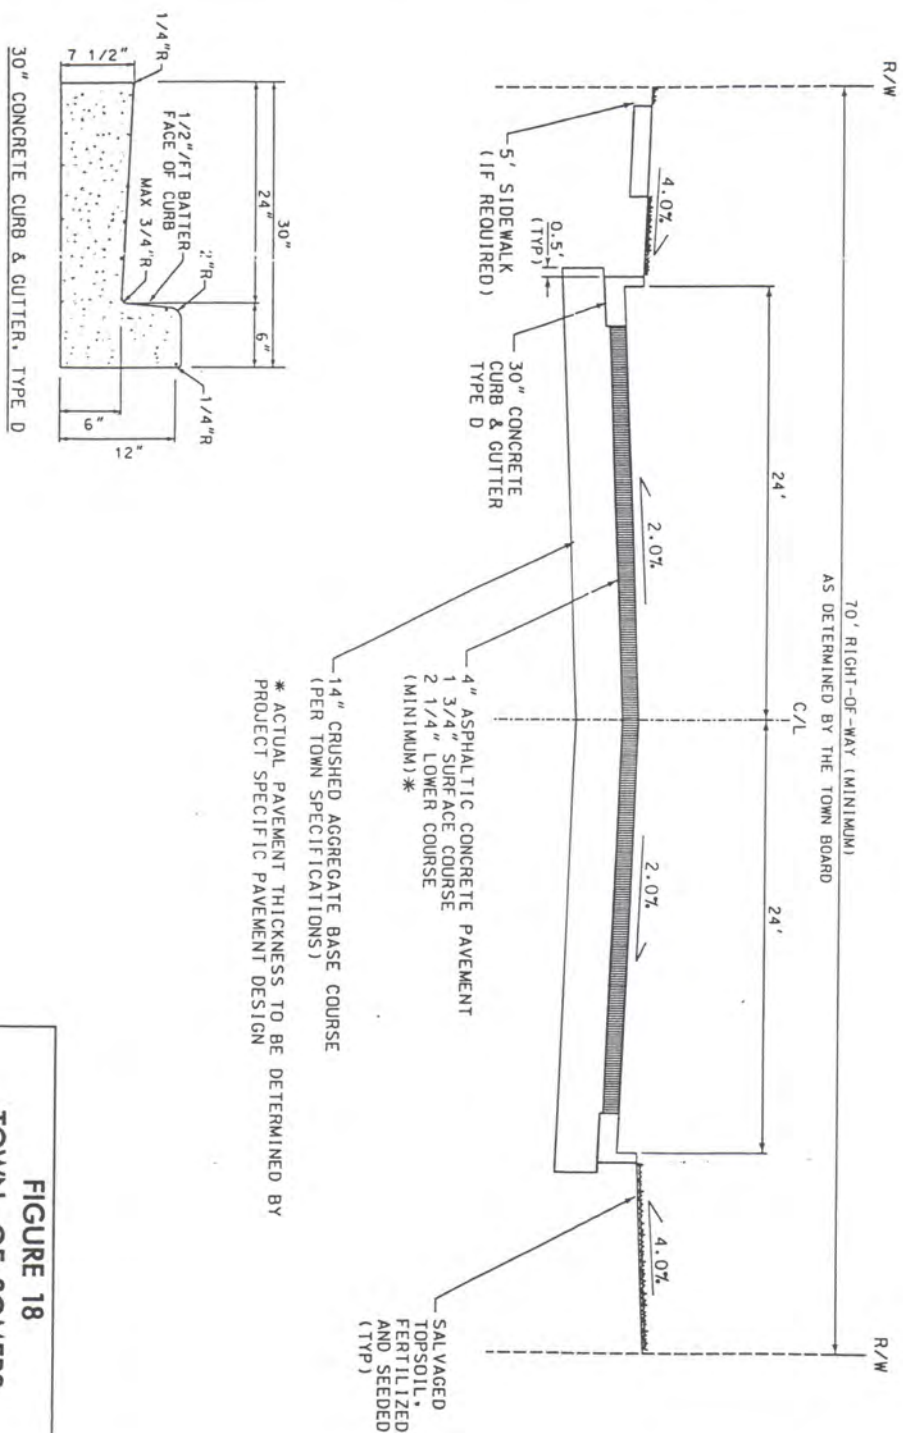 R/W
R/W
70' RIGHT-OF-WAY (MINIMUM)
AS DETERMINED BY THE TOWN BOARD
C/L
24'
24'
4.0%
2.0%
2.0%
4.0%
0.5'
(TYP)
5' SIDEWALK
(IF REQUIRED)
30" CONCRETE
CURB & GUTTER
TYPE D
4" ASPHALTIC CONCRETE PAVEMENT
1 3/4" SURFACE COURSE
2 1/4" LOWER COURSE
(MINIMUM)*
14" CRUSHED AGGREGATE BASE COURSE
(PER TOWN SPECIFICATIONS)
* ACTUAL PAVEMENT THICKNESS TO BE DETERMINED BY
PROJECT SPECIFIC PAVEMENT DESIGN
SALVAGED
TOPSOIL,
FERTILIZED
AND SEEDED
(TYP)
30"
24"
6"
1/4"R
7 1/2"
1/2"/FT BATTER
FACE OF CURB
MAX 3/4"R
2"R
1/4"R
6"
12"
30" CONCRETE CURB & GUTTER, TYPE D
FIGURE 18
TOWN OF SOMERS